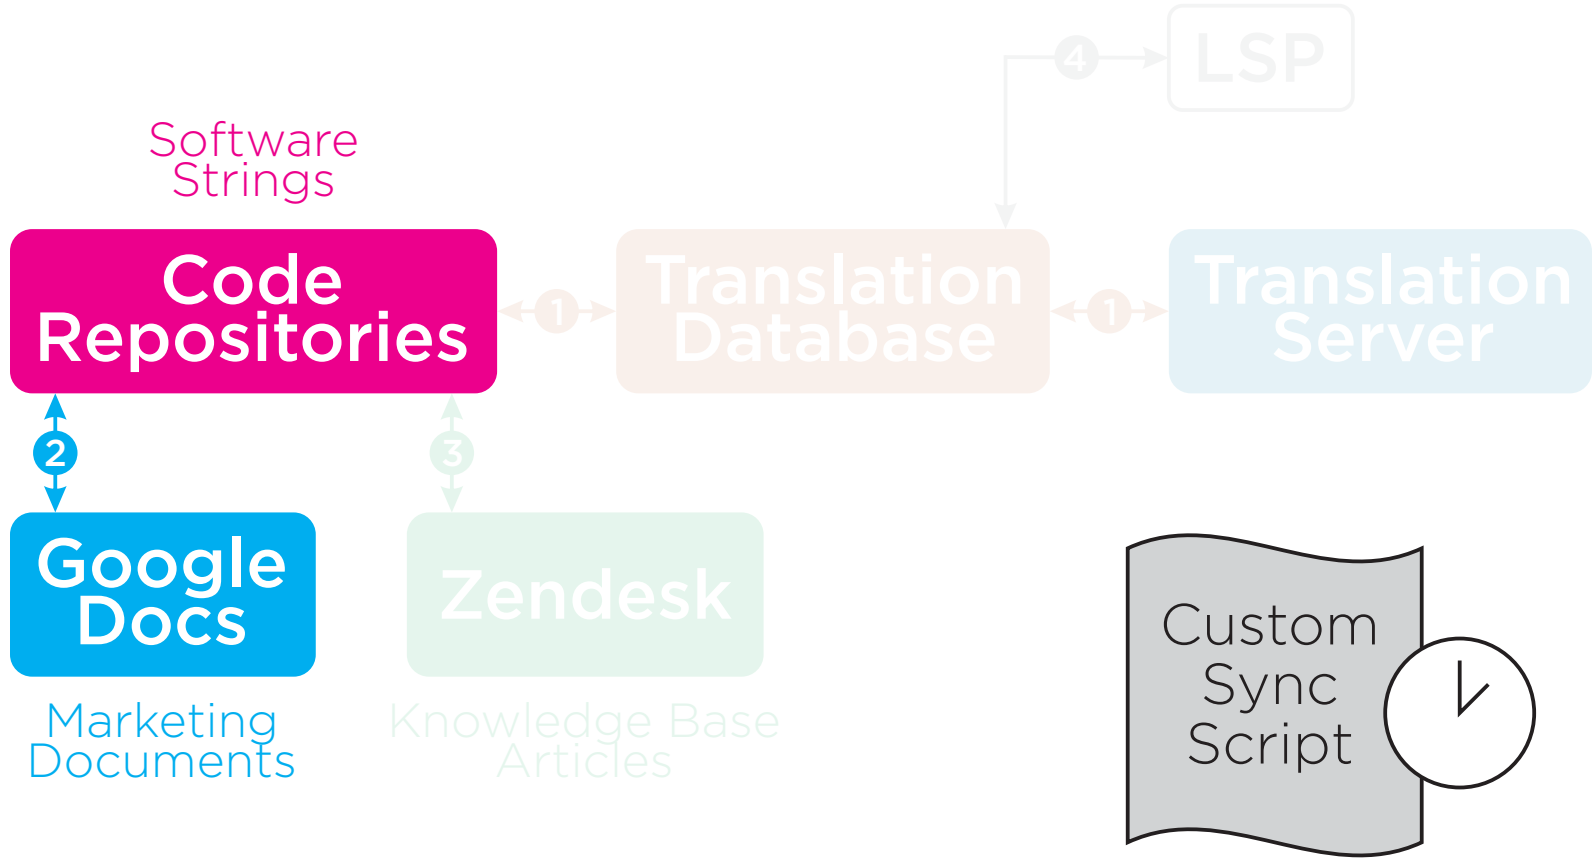 LSP
4
Software
Strings
Code
Repositories
1
Translation
Database
1
Translation
Server
2
3
Google
Docs
Zendesk
Marketing
Documents
Knowledge Base
Articles
Custom
Sync
Script